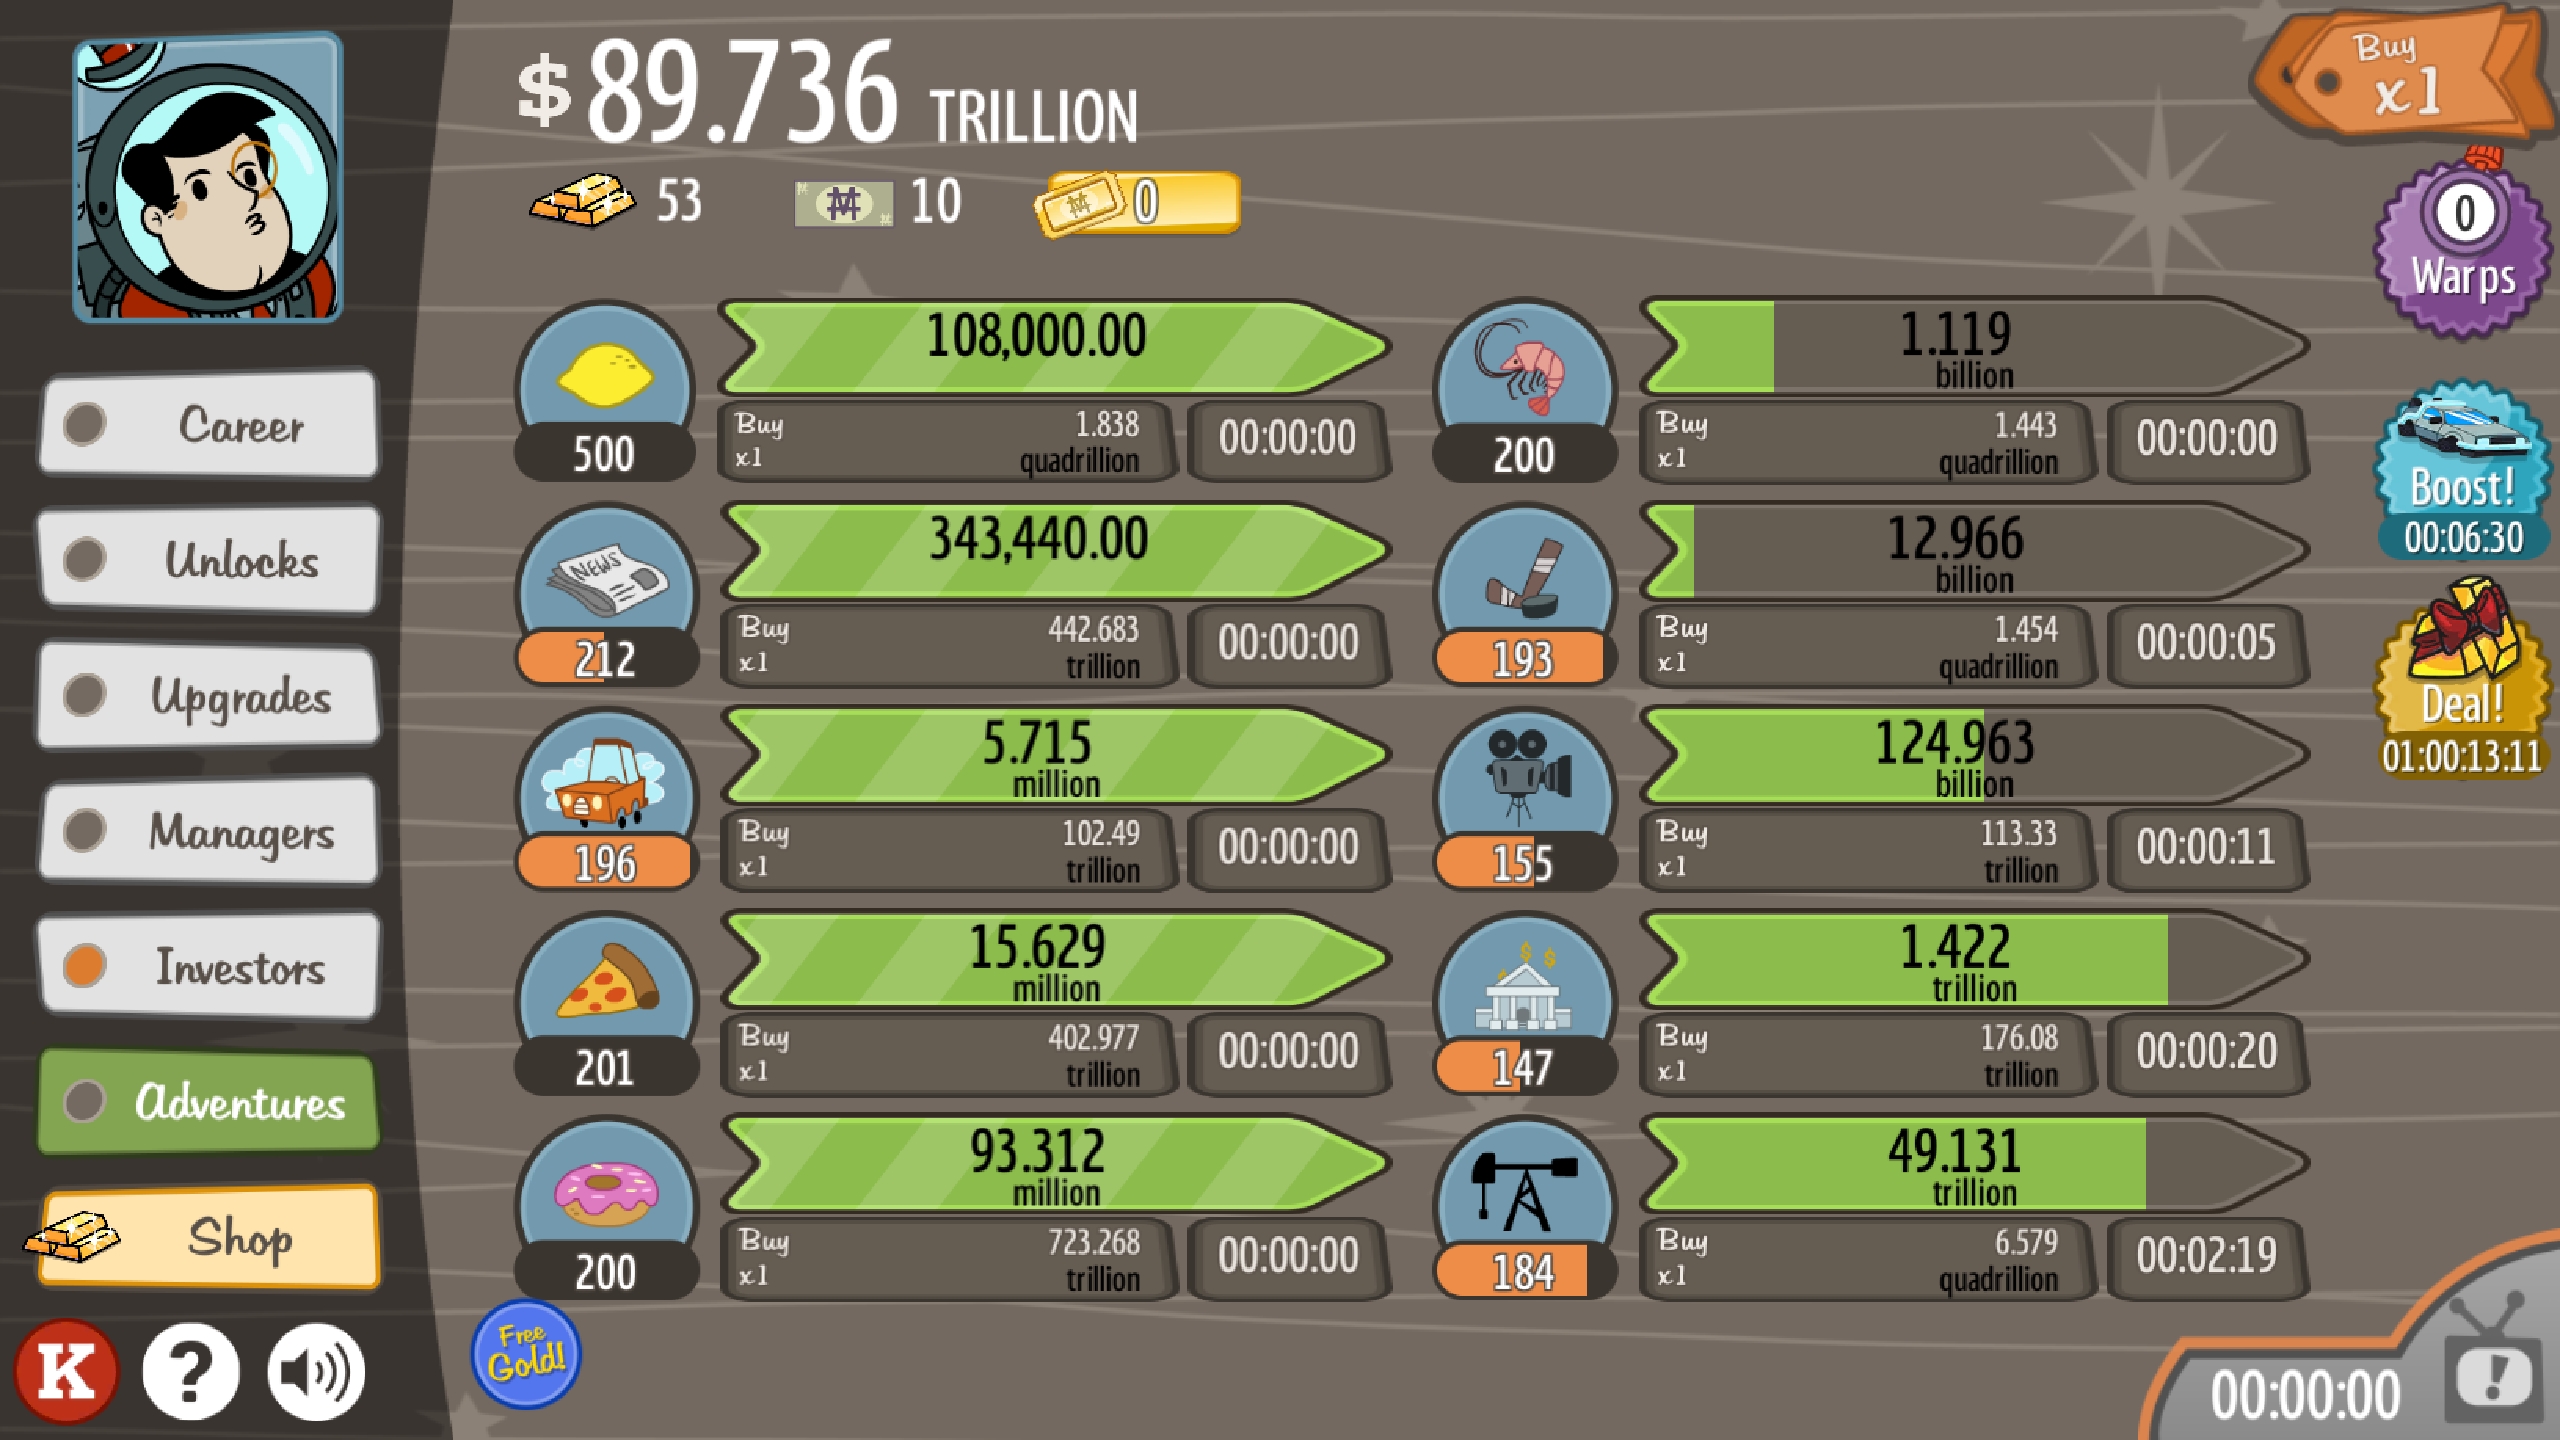 $89.736 TRILLION
53
10
0
Buy
x1
0
Warps
Boost!
00:06:30
Deal!
01:00:13:11
Career
Unlocks
Upgrades
Managers
Investors
Adventures
Shop
K
?
Free
Gold!
500
108,000.00
Buy
x1
1.838
quadrillion
00:00:00
NEWS
212
343,440.00
Buy
x1
442.683
trillion
00:00:00
196
5.715
million
Buy
x1
102.49
trillion
00:00:00
201
15.629
million
Buy
x1
402.977
trillion
00:00:00
200
93.312
million
Buy
x1
723.268
trillion
00:00:00
200
1.119
billion
Buy
x1
1.443
quadrillion
00:00:00
193
12.966
billion
Buy
x1
1.454
quadrillion
00:00:05
155
124.963
billion
Buy
x1
113.33
trillion
00:00:11
147
1.422
trillion
Buy
x1
176.08
trillion
00:00:20
184
49.131
trillion
Buy
x1
6.579
quadrillion
00:02:19
00:00:00
!